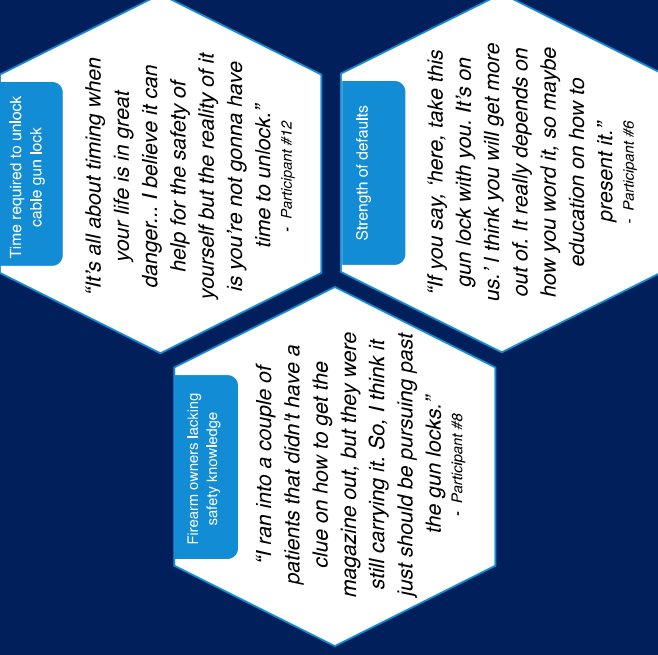 Time required to unlock
cable gun lock
“It’s all about timing when
your life is in great
danger... I believe it can
help for the safety of
yourself but the reality of it
is you’re not gonna have
time to unlock.”
- Participant #12
Firearm owners lacking
safety knowledge
“I ran into a couple of
patients that didn’t have a
clue on how to get the
magazine out, but they were
still carrying it. So, I think it
just should be pursuing past
the gun locks.”
- Participant #8
Strength of defaults
“If you say, ‘here, take this
gun lock with you. It’s on
us.’ I think you will get more
out of. It really depends on
how you word it, so maybe
education on how to
present it.”
- Participant #6